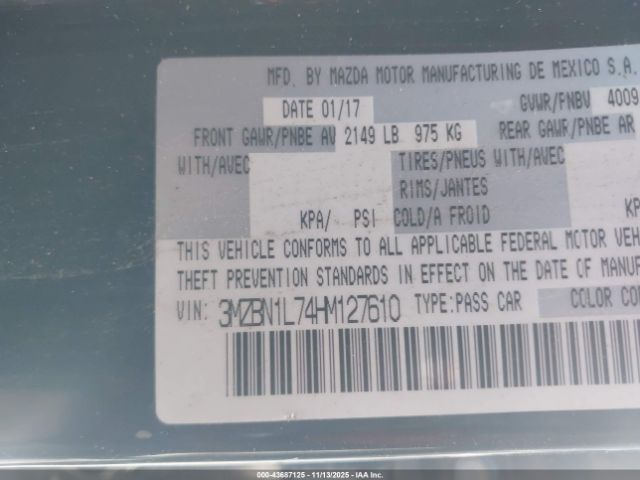 MFD. BY MAZDA MOTOR MANUFACTURING DE MEXICO S.A.
DATE 01/17 GVWR/PNBV 4009
FRONT GAWR/PNBE AV 2149 LB 975 KG REAR GAWR/PNBE AR
WITH/AVEC TIRES/PNEUS WITH/AVEC
RIMS/JANTES
KPA/ PSI COLD/A FROID KPA
THIS VEHICLE CONFORMS TO ALL APPLICABLE FEDERAL MOTOR VEH
THEFT PREVENTION STANDARDS IN EFFECT ON THE DATE OF MANUF
VIN: 3MZBN1L74HM127610 TYPE:PASS CAR COLOR CO
000-43687125 - 11/13/2025 - IAA Inc.